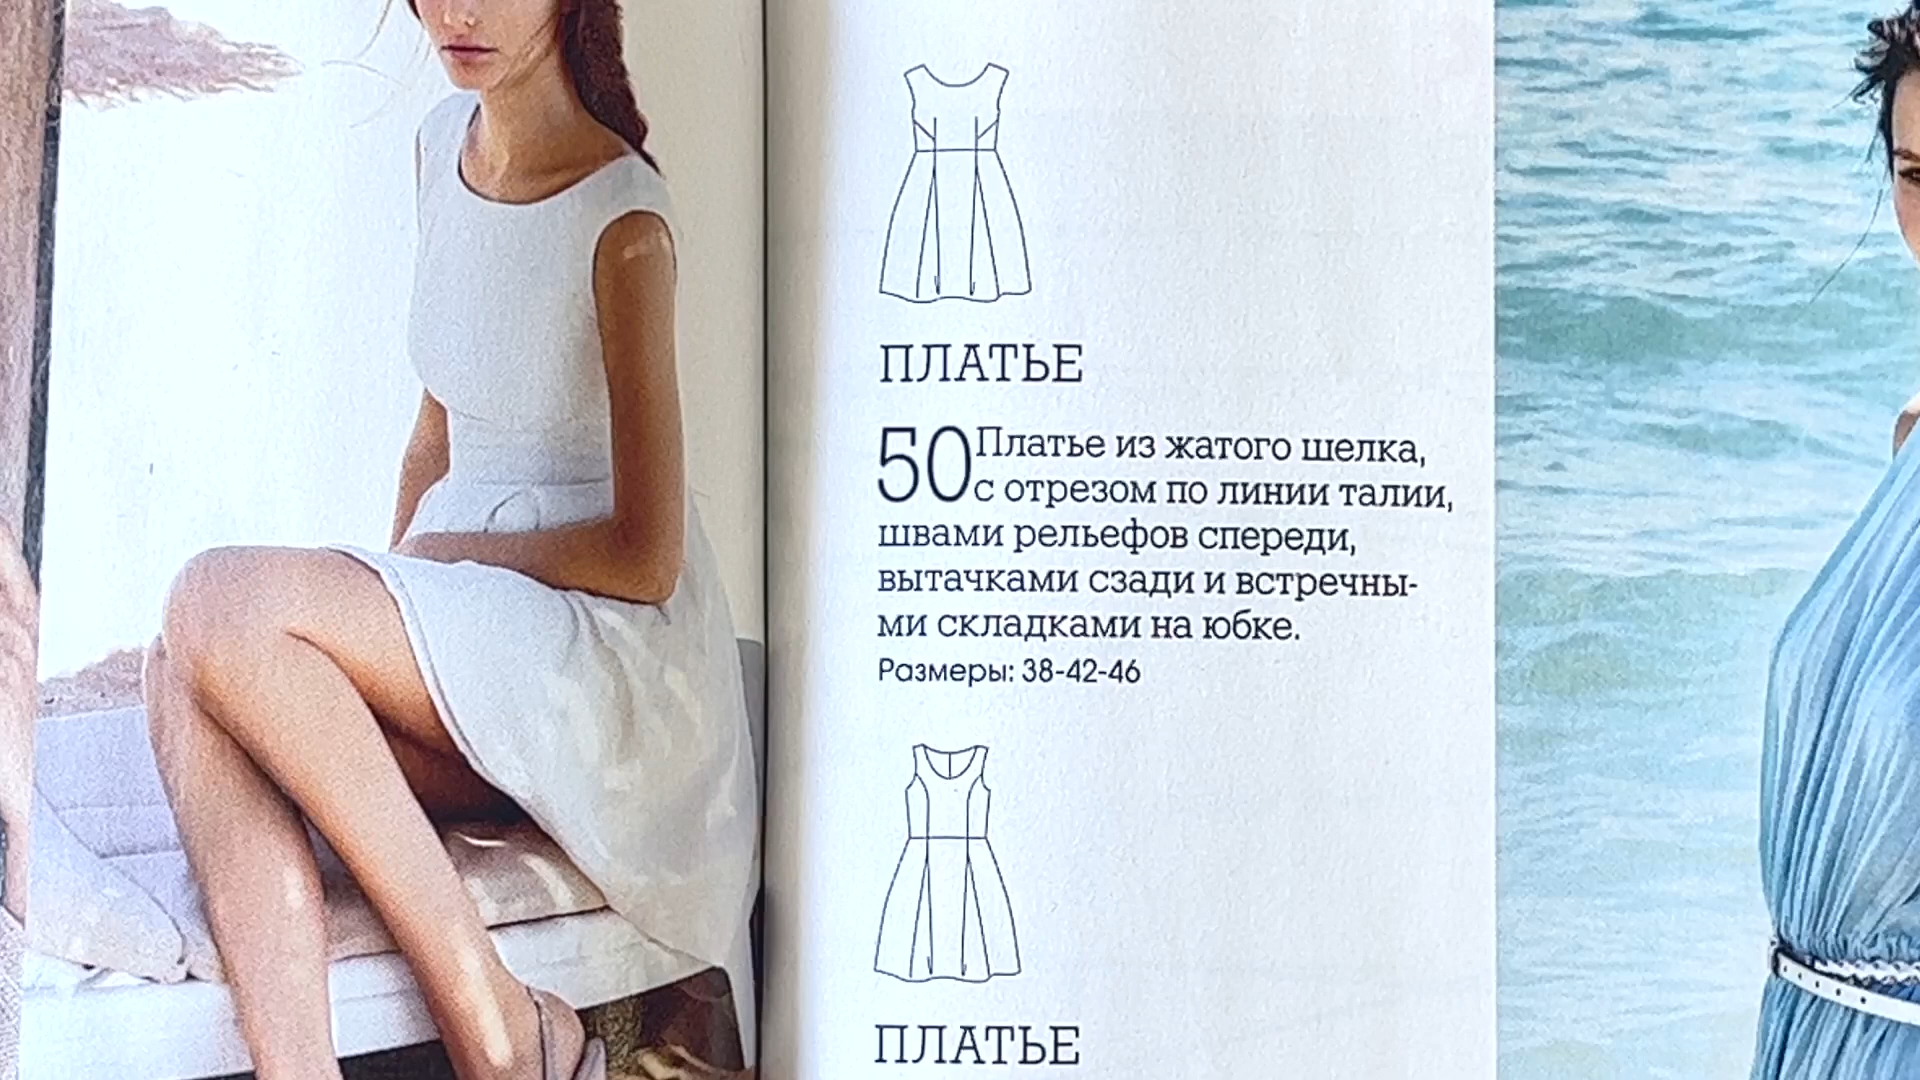 ПЛАТЬЕ
50 Платье из жатого шелка,
с отрезом по линии талии,
швами рельефов спереди,
вытачками сзади и встречны-
ми складками на юбке.
Размеры: 38-42-46
ПЛАТЬЕ